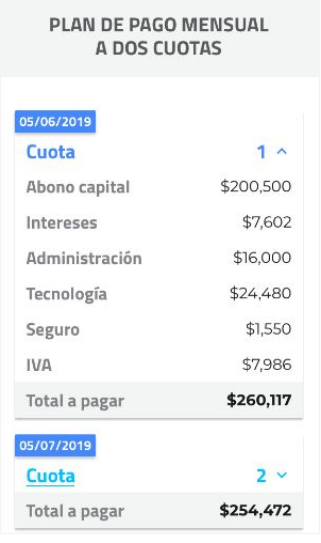 PLAN DE PAGO MENSUAL
A DOS CUOTAS
05/06/2019
Cuota 1
Abono capital $200,500
Intereses $7,602
Administración $16,000
Tecnología $24,480
Seguro $1,550
IVA $7,986
Total a pagar $260,117
05/07/2019
Cuota 2
Total a pagar $254,472